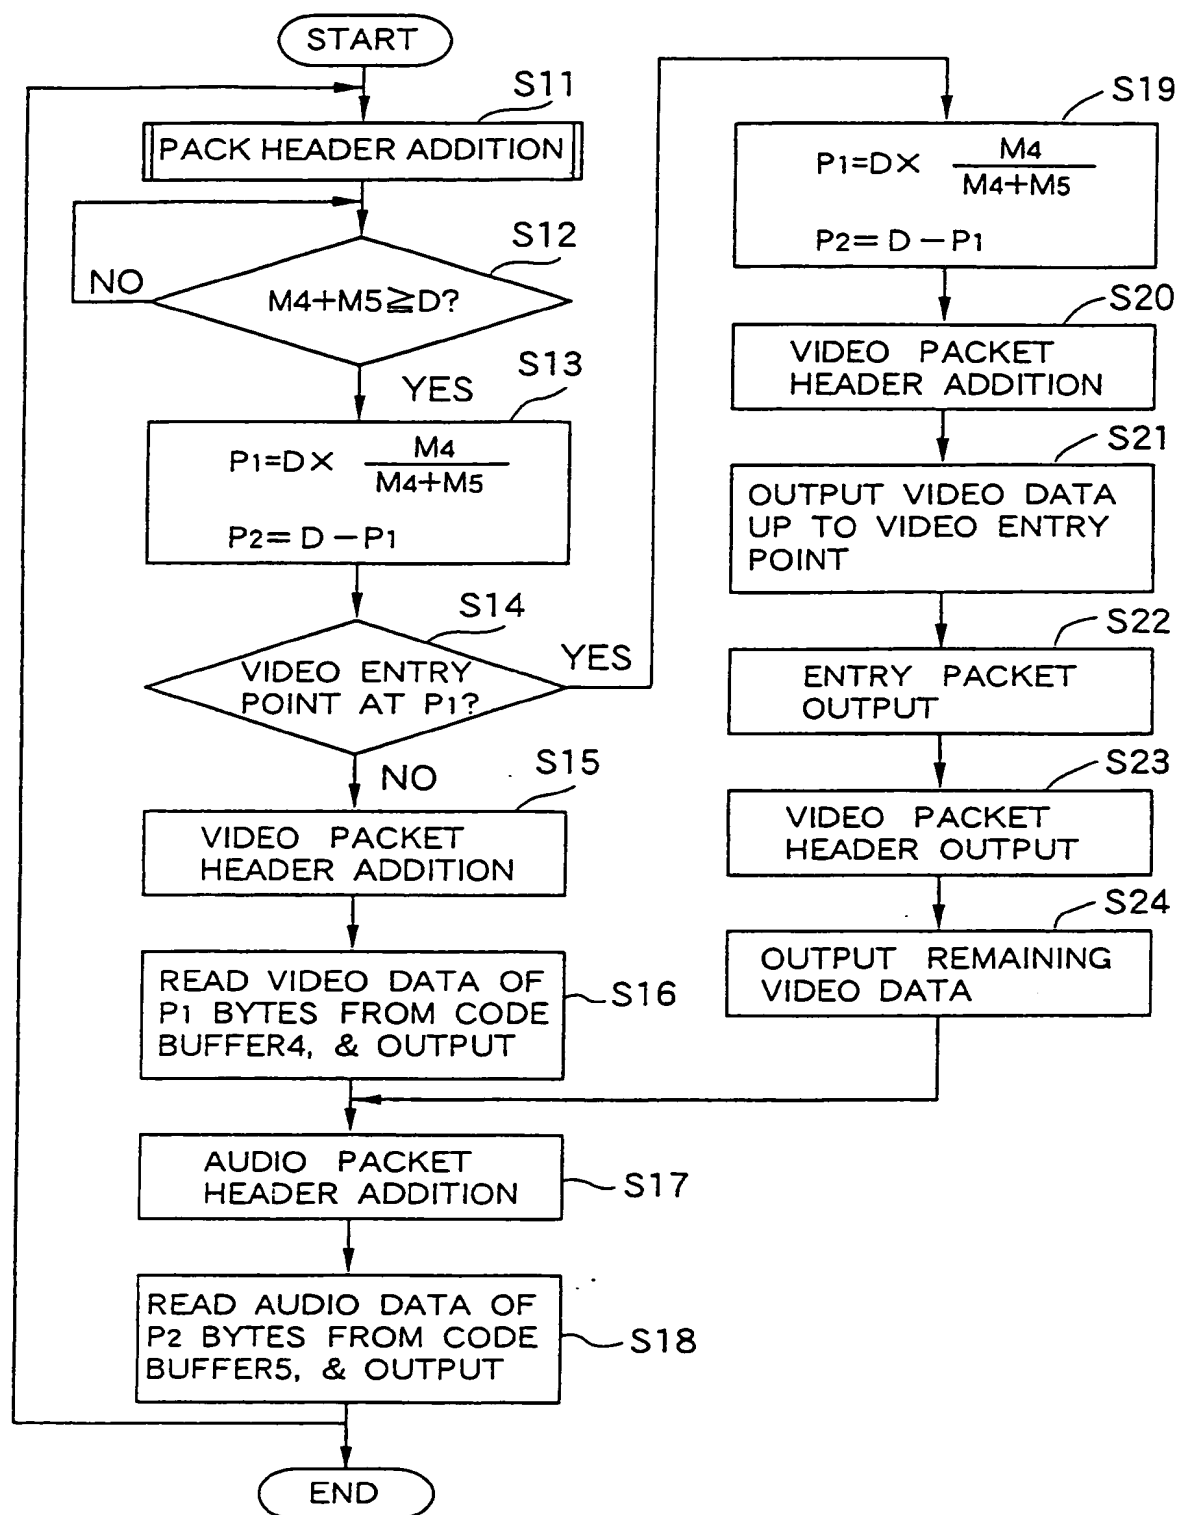 START
S11
PACK HEADER ADDITION
S12
NO
M4+M5≧D?
S13
YES
P1=D× M4
M4+M5
P2=D-P1
S14
VIDEO ENTRY
POINT AT P1?
YES
NO
S15
VIDEO PACKET
HEADER ADDITION
READ VIDEO DATA OF
P1 BYTES FROM CODE
BUFFER4, & OUTPUT
S16
AUDIO PACKET
HEADER ADDITION
S17
READ AUDIO DATA OF
P2 BYTES FROM CODE
BUFFER5, & OUTPUT
S18
END
S19
P1=D× M4
M4+M5
P2=D-P1
S20
VIDEO PACKET
HEADER ADDITION
S21
OUTPUT VIDEO DATA
UP TO VIDEO ENTRY
POINT
S22
ENTRY PACKET
OUTPUT
S23
VIDEO PACKET
HEADER OUTPUT
S24
OUTPUT REMAINING
VIDEO DATA